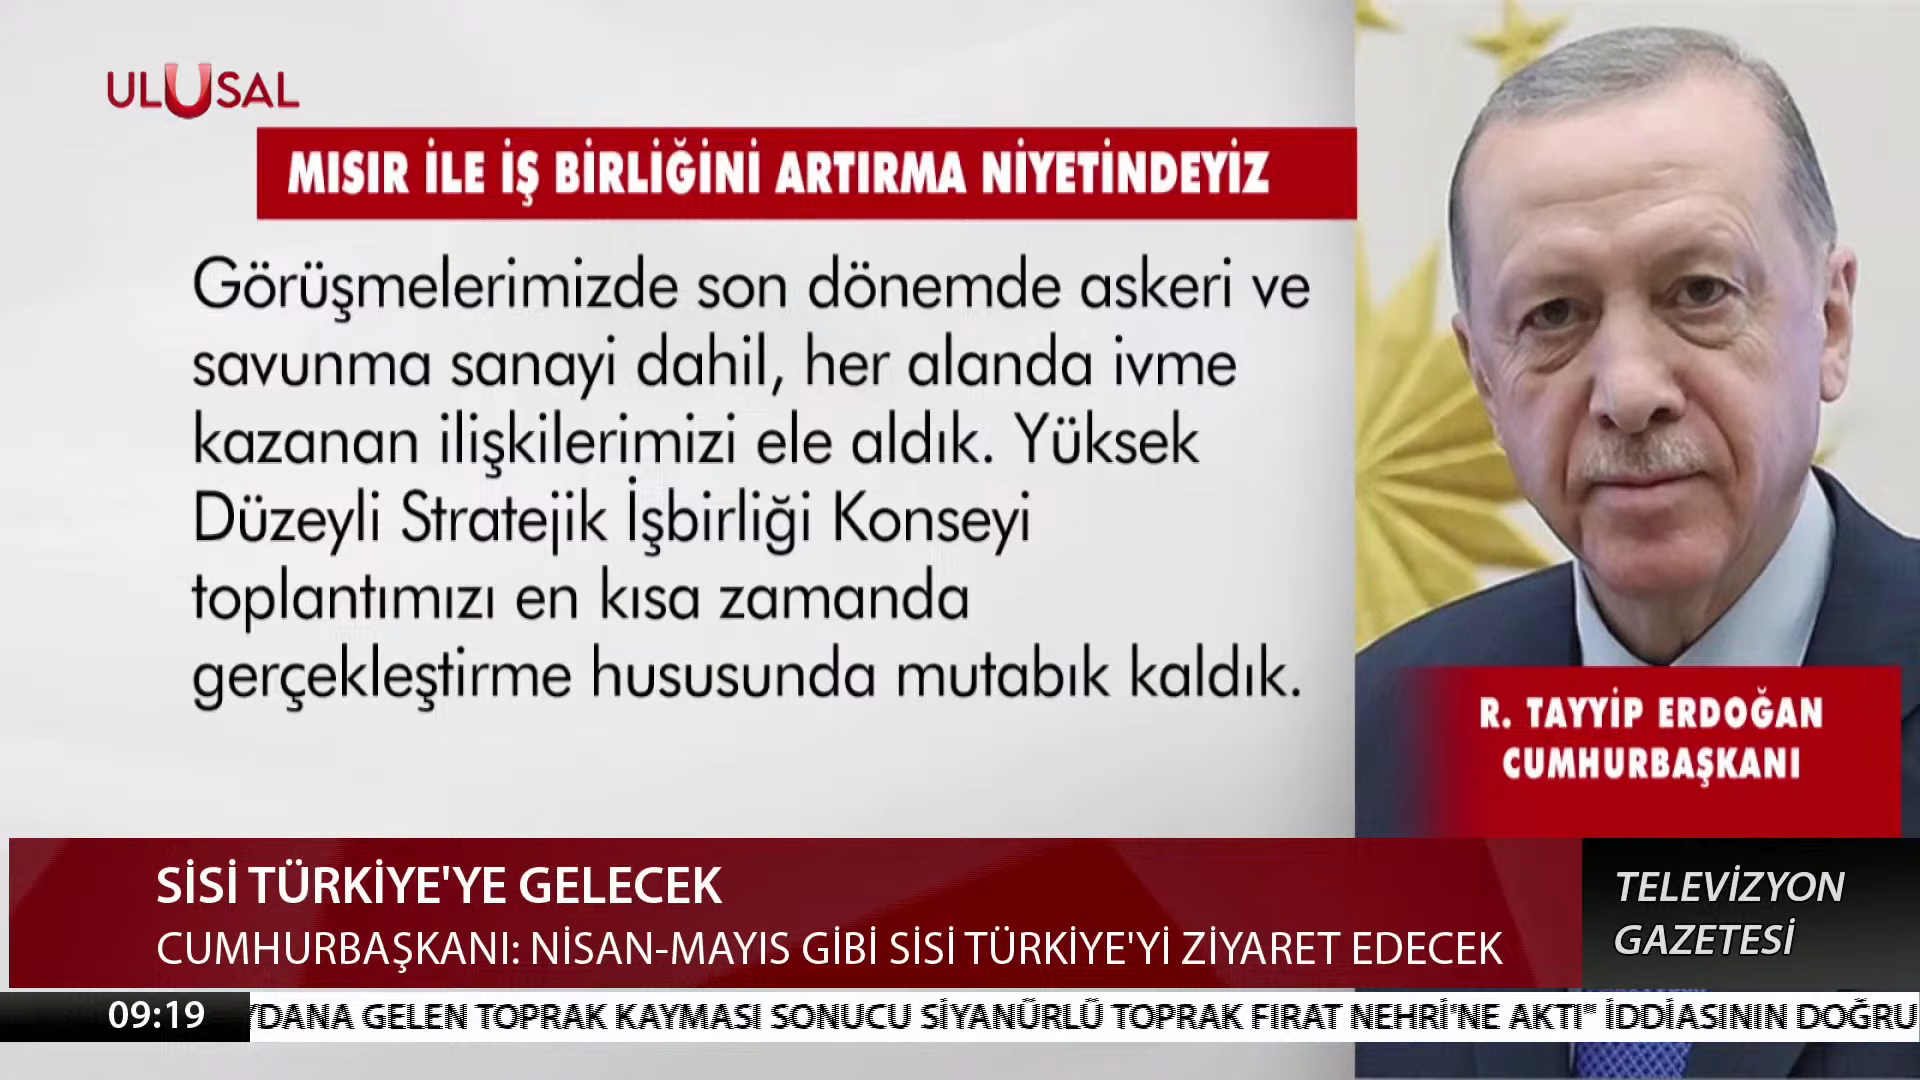 ULUSAL
MISIR İLE İŞ BİRLİĞİNİ ARTIRMA NİYETİNDEYİZ
Görüşmelerimizde son dönemde askeri ve
savunma sanayi dahil, her alanda ivme
kazanan ilişkilerimizi ele aldık. Yüksek
Düzeyli Stratejik İşbirliği Konseyi
toplantımızı en kısa zamanda
gerçekleştirme hususunda mutabık kaldık.
R. TAYYİP ERDOĞAN
CUMHURBAŞKANI
SİSİ TÜRKİYE'YE GELECEK
CUMHURBAŞKANI: NİSAN-MAYIS GİBİ SİSİ TÜRKİYE'Yİ ZİYARET EDECEK
TELEVİZYON
GAZETESİ
09:19
GELEN TOPRAK KAYMASI SONUCU SİYANÜRLÜ TOPRAK FIRAT NEHRİ'NE AKTI" İDDİASININ DOĞRU